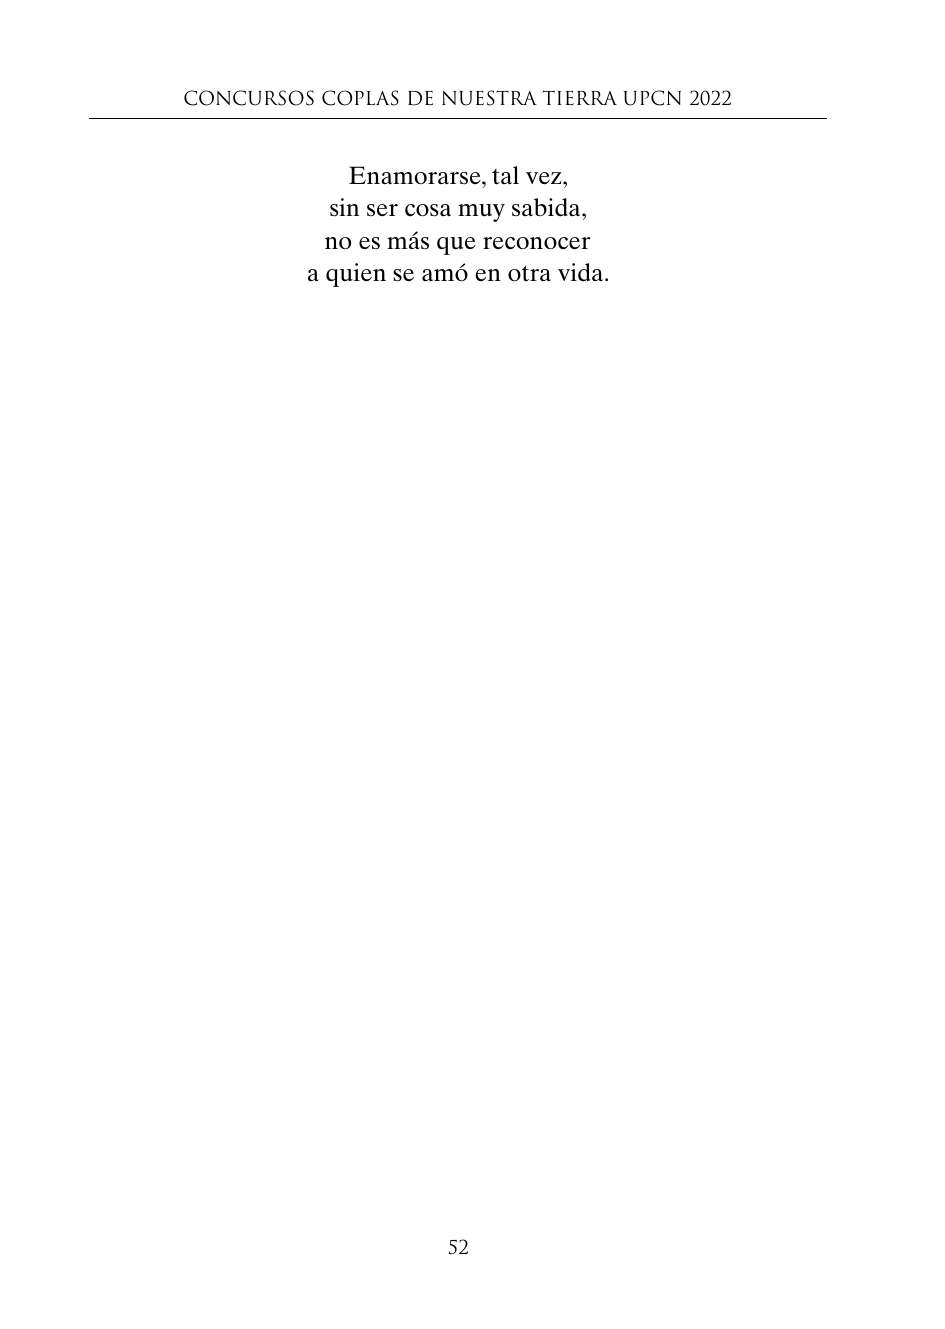 CONCURSOS COPLAS DE NUESTRA TIERRA UPCN 2022
Enamorarse, tal vez,
sin ser cosa muy sabida,
no es más que reconocer
a quien se amó en otra vida.
52